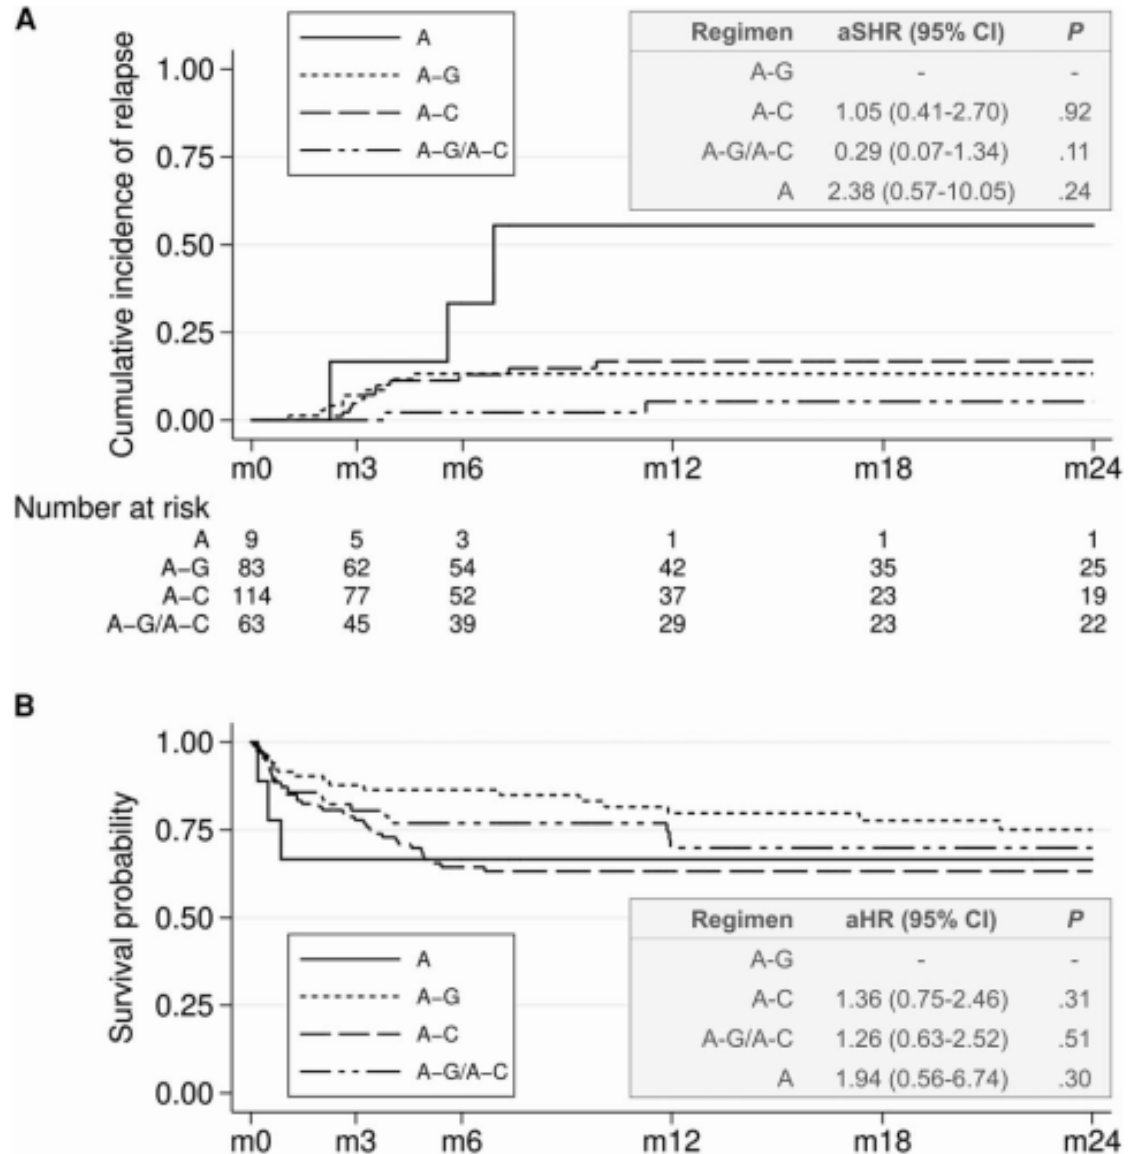 A
Cumulative incidence of relapse
1.00
0.75
0.50
0.25
0.00
A
A–G
A–C
A–G/A–C
Regimen aSHR (95% CI) P
A-G - -
A-C 1.05 (0.41-2.70) .92
A-G/A-C 0.29 (0.07-1.34) .11
A 2.38 (0.57-10.05) .24
m0 m3 m6 m12 m18 m24
Number at risk
A 9 5 3 1 1 1
A–G 83 62 54 42 35 25
A–C 114 77 52 37 23 19
A–G/A–C 63 45 39 29 23 22
B
Survival probability
1.00
0.75
0.50
0.25
0.00
A
A–G
A–C
A–G/A–C
Regimen aHR (95% CI) P
A-G - -
A-C 1.36 (0.75-2.46) .31
A-G/A-C 1.26 (0.63-2.52) .51
A 1.94 (0.56-6.74) .30
m0 m3 m6 m12 m18 m24